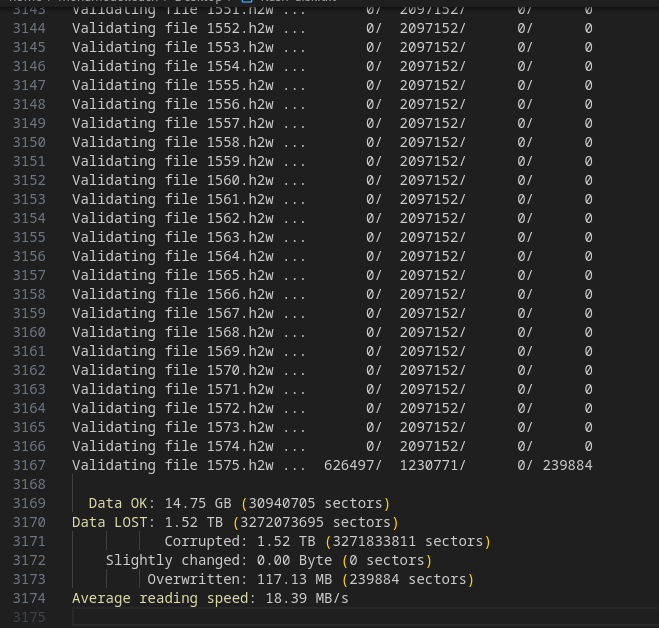 3144 Validating file 1552.h2w ... 0/ 2097152/ 0/ 0
3145 Validating file 1553.h2w ... 0/ 2097152/ 0/ 0
3146 Validating file 1554.h2w ... 0/ 2097152/ 0/ 0
3147 Validating file 1555.h2w ... 0/ 2097152/ 0/ 0
3148 Validating file 1556.h2w ... 0/ 2097152/ 0/ 0
3149 Validating file 1557.h2w ... 0/ 2097152/ 0/ 0
3150 Validating file 1558.h2w ... 0/ 2097152/ 0/ 0
3151 Validating file 1559.h2w ... 0/ 2097152/ 0/ 0
3152 Validating file 1560.h2w ... 0/ 2097152/ 0/ 0
3153 Validating file 1561.h2w ... 0/ 2097152/ 0/ 0
3154 Validating file 1562.h2w ... 0/ 2097152/ 0/ 0
3155 Validating file 1563.h2w ... 0/ 2097152/ 0/ 0
3156 Validating file 1564.h2w ... 0/ 2097152/ 0/ 0
3157 Validating file 1565.h2w ... 0/ 2097152/ 0/ 0
3158 Validating file 1566.h2w ... 0/ 2097152/ 0/ 0
3159 Validating file 1567.h2w ... 0/ 2097152/ 0/ 0
3160 Validating file 1568.h2w ... 0/ 2097152/ 0/ 0
3161 Validating file 1569.h2w ... 0/ 2097152/ 0/ 0
3162 Validating file 1570.h2w ... 0/ 2097152/ 0/ 0
3163 Validating file 1571.h2w ... 0/ 2097152/ 0/ 0
3164 Validating file 1572.h2w ... 0/ 2097152/ 0/ 0
3165 Validating file 1573.h2w ... 0/ 2097152/ 0/ 0
3166 Validating file 1574.h2w ... 0/ 2097152/ 0/ 0
3167 Validating file 1575.h2w ... 626497/ 1230771/ 0/ 239884
3168
3169 Data OK: 14.75 GB (30940705 sectors)
3170 Data LOST: 1.52 TB (3272073695 sectors)
3171 Corrupted: 1.52 TB (3271833811 sectors)
3172 Slightly changed: 0.00 Byte (0 sectors)
3173 Overwritten: 117.13 MB (239884 sectors)
3174 Average reading speed: 18.39 MB/s
3175